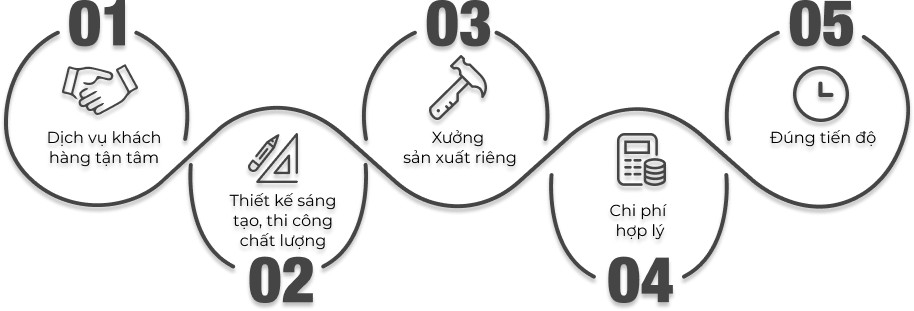 01
Dịch vụ khách
hàng tận tâm
Thiết kế sáng
tạo, thi công
chất lượng
02
03
Xưởng
sản xuất riêng
Chi phí
hợp lý
04
05
Đúng tiến độ